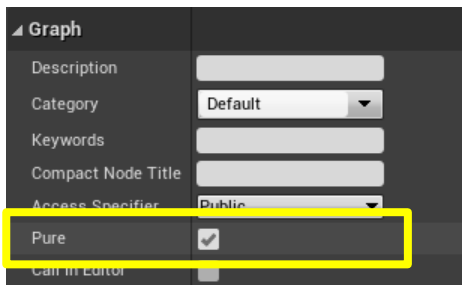 Graph
Description
Category Default
Keywords
Compact Node Title
Access Specifier Public
Pure
Call In Editor